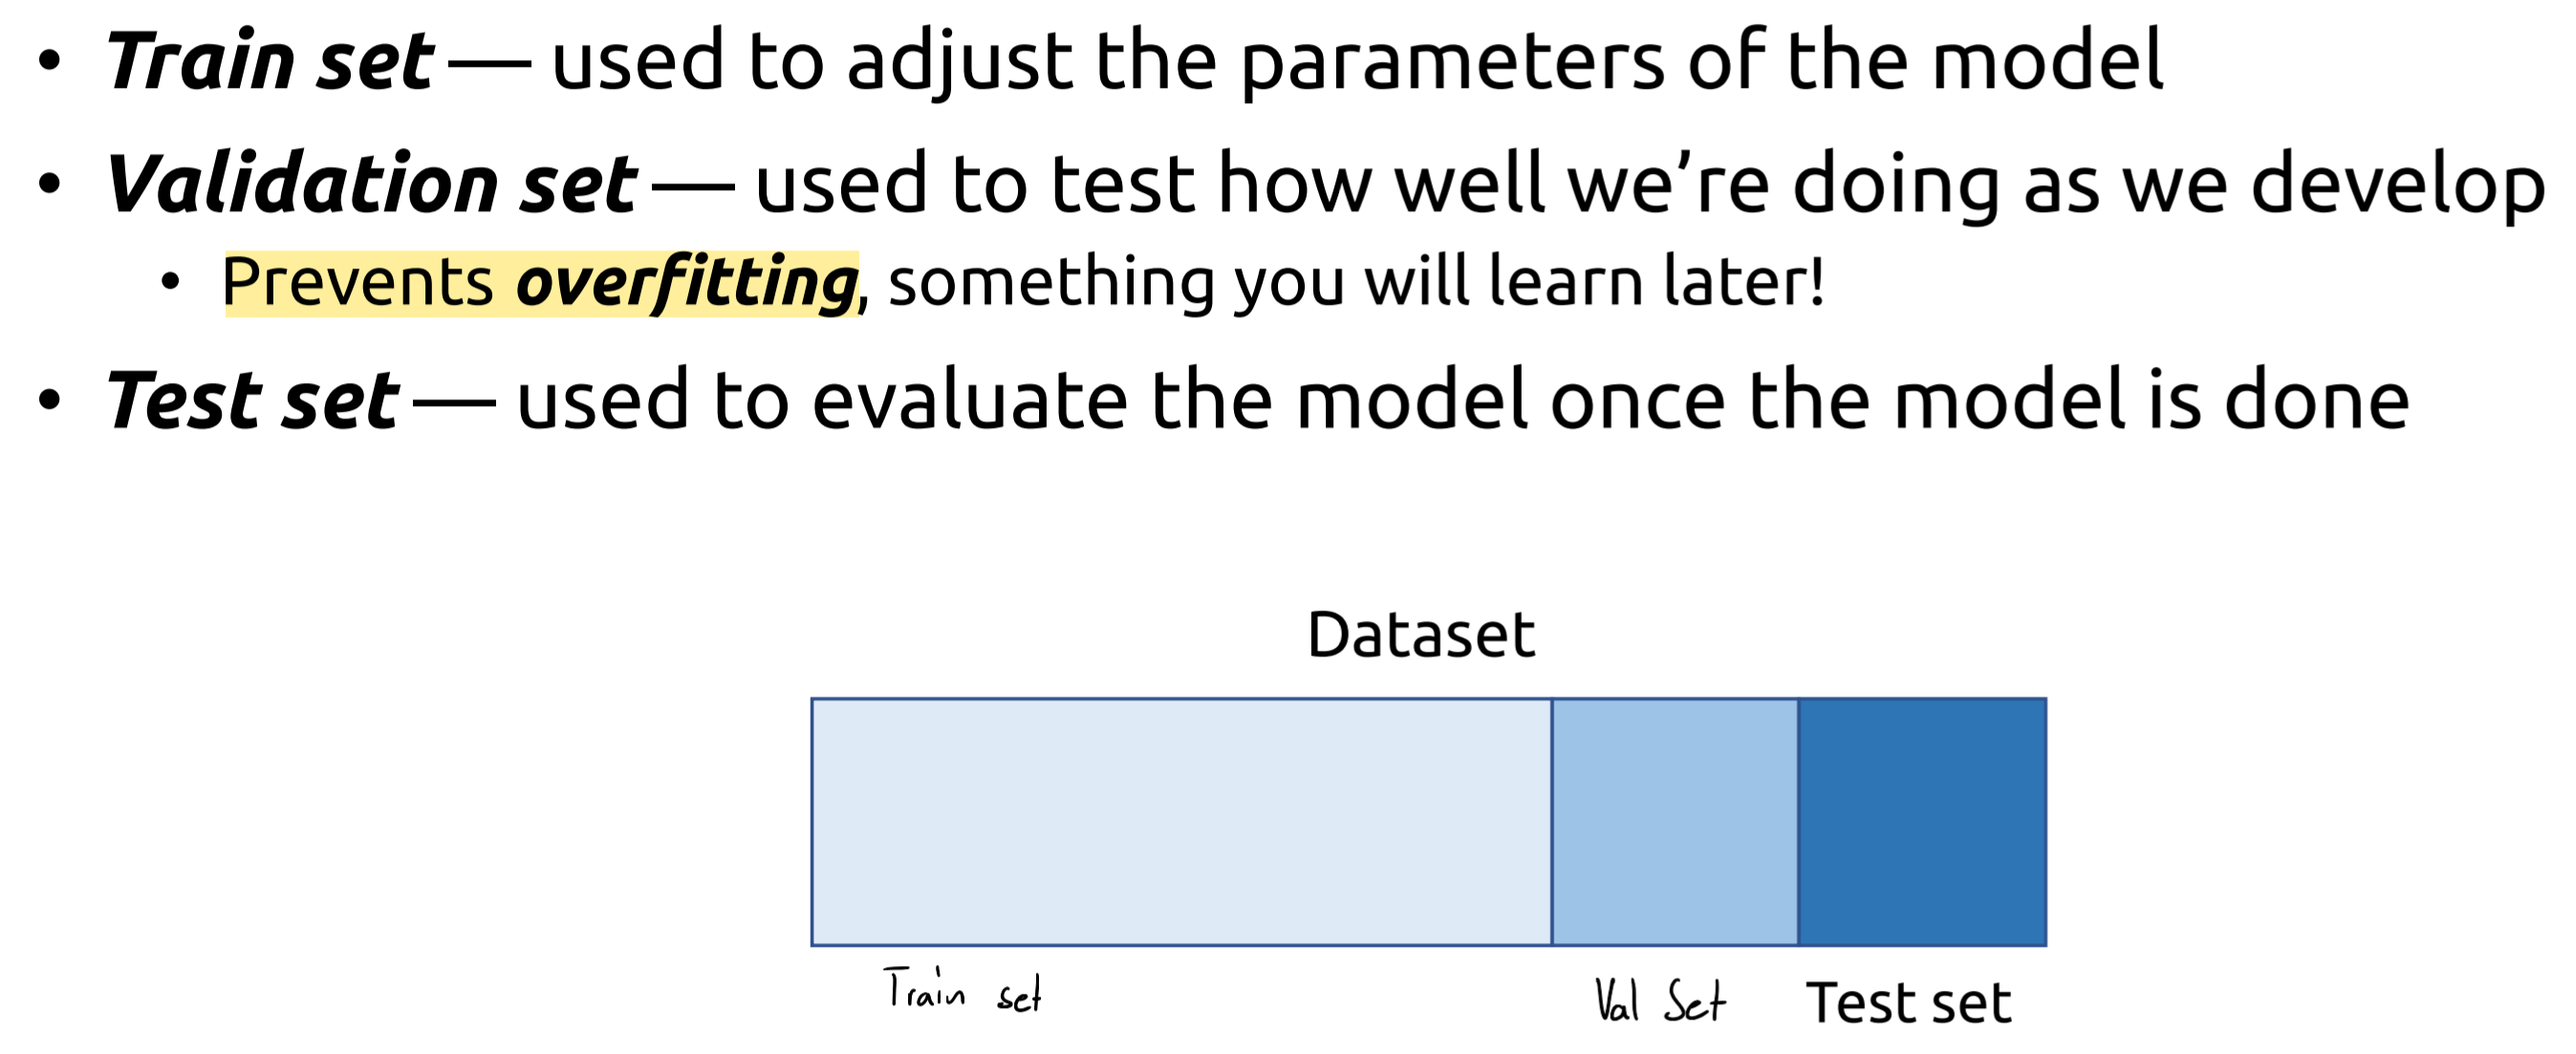 • Train set — used to adjust the parameters of the model
• Validation set — used to test how well we’re doing as we develop
• Prevents overfitting, something you will learn later!
• Test set — used to evaluate the model once the model is done
Dataset
Train set Val Set Test set